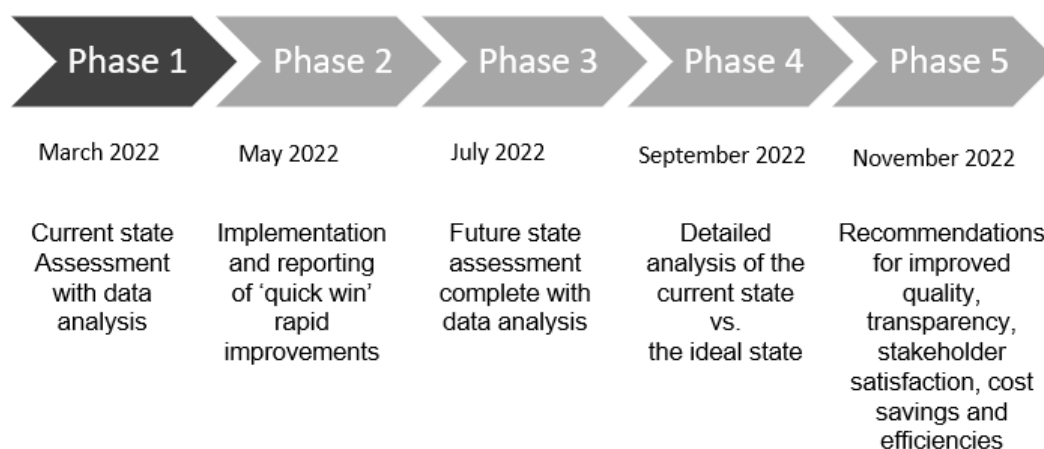 Phase 1
Phase 2
Phase 3
Phase 4
Phase 5
March 2022
May 2022
July 2022
September 2022
November 2022
Current state
Assessment
with data
analysis
Implementation
and reporting
of ‘quick win’
rapid
improvements
Future state
assessment
complete with
data analysis
Detailed
analysis of the
current state
vs.
the ideal state
Recommendations
for improved
quality,
transparency,
stakeholder
satisfaction, cost
savings and
efficiencies